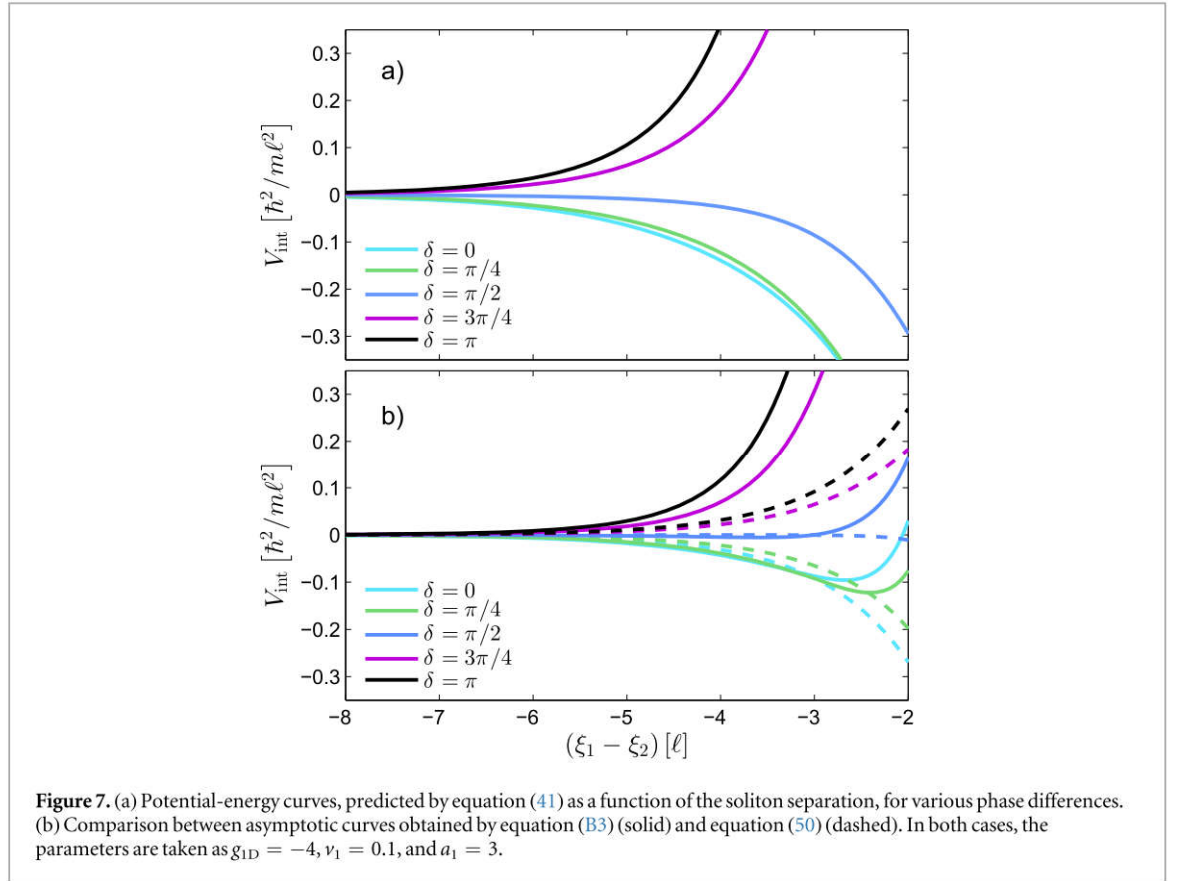 a)
0.3
0.2
0.1
0
−0.1
−0.2
−0.3
V_int [ħ²/mℓ²]
δ = 0
δ = π/4
δ = π/2
δ = 3π/4
δ = π
b)
0.3
0.2
0.1
0
−0.1
−0.2
−0.3
V_int [ħ²/mℓ²]
δ = 0
δ = π/4
δ = π/2
δ = 3π/4
δ = π
−8 −7 −6 −5 −4 −3 −2
(ξ₁ − ξ₂) [ℓ]
Figure 7. (a) Potential-energy curves, predicted by equation (41) as a function of the soliton separation, for various phase differences.
(b) Comparison between asymptotic curves obtained by equation (B3) (solid) and equation (50) (dashed). In both cases, the
parameters are taken as g₁D = −4, ν₁ = 0.1, and a₁ = 3.